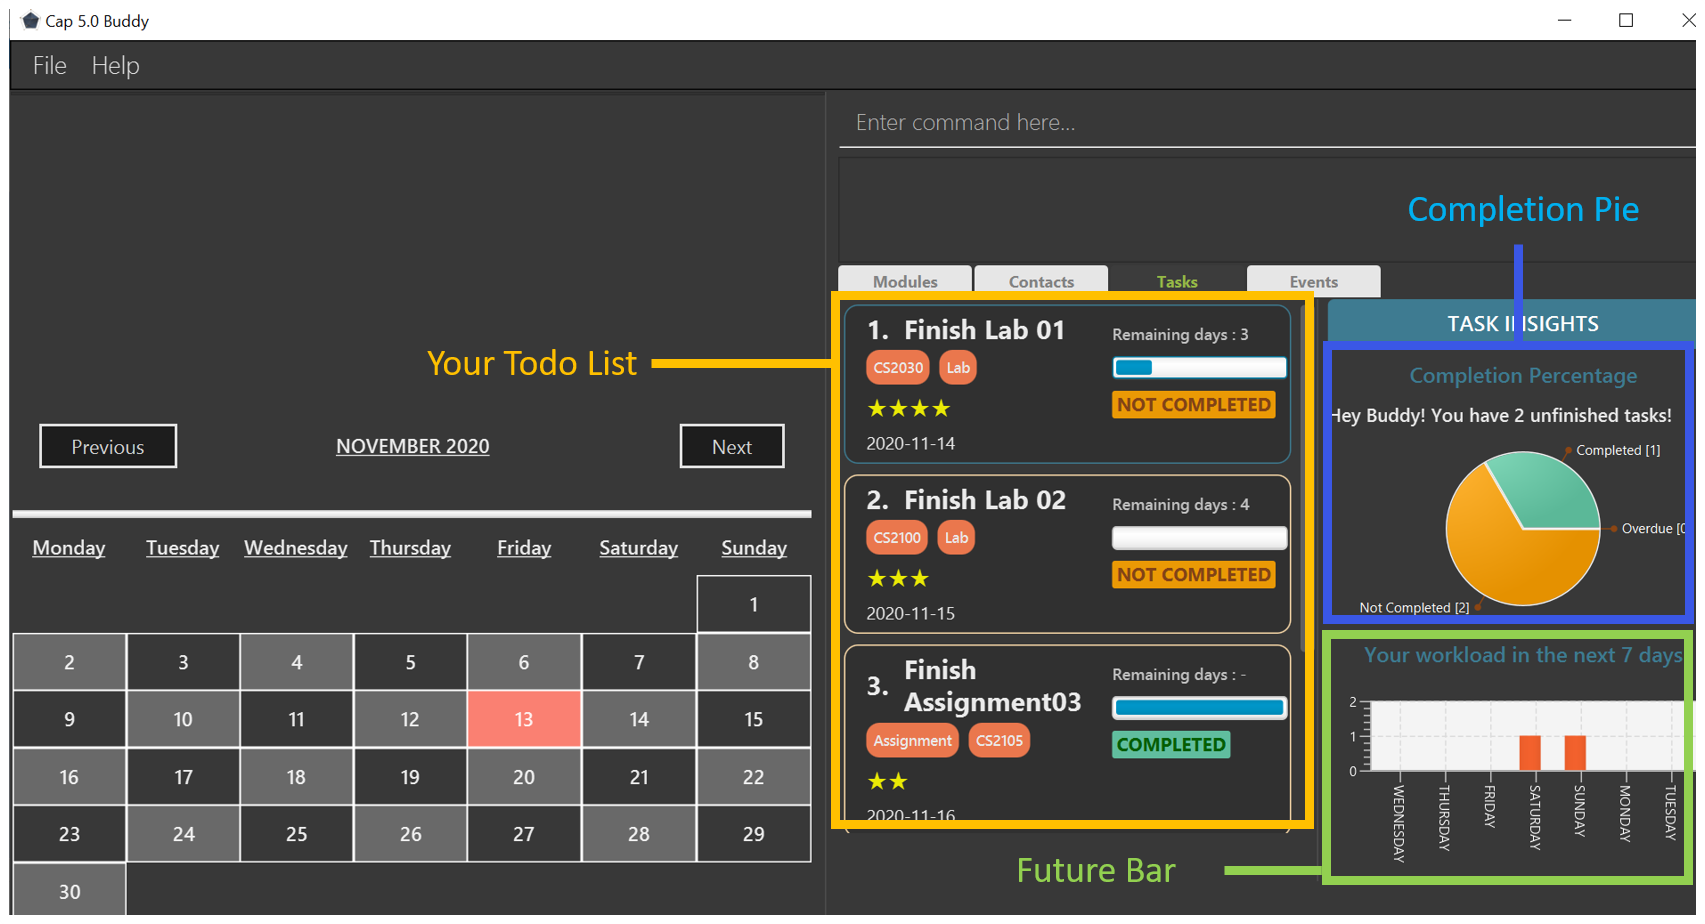 Cap 5.0 Buddy
File Help
Enter command here...
Completion Pie
Modules Contacts Tasks Events
Your Todo List
1. Finish Lab 01
Remaining days : 3
CS2030 Lab
NOT COMPLETED
★★★★
2020-11-14
2. Finish Lab 02
Remaining days : 4
CS2100 Lab
NOT COMPLETED
★★★
2020-11-15
3. Finish
Assignment03
Remaining days : -
Assignment CS2105
COMPLETED
★★
2020-11-16
TASK INSIGHTS
Completion Percentage
Hey Buddy! You have 2 unfinished tasks!
Completed [1]
Overdue [0
Not Completed [2]
Your workload in the next 7 days
2
1
0
WEDNESDAY
THURSDAY
FRIDAY
SATURDAY
SUNDAY
MONDAY
TUESDAY
Future Bar
Previous NOVEMBER 2020 Next
Monday Tuesday Wednesday Thursday Friday Saturday Sunday
1
2 3 4 5 6 7 8
9 10 11 12 13 14 15
16 17 18 19 20 21 22
23 24 25 26 27 28 29
30